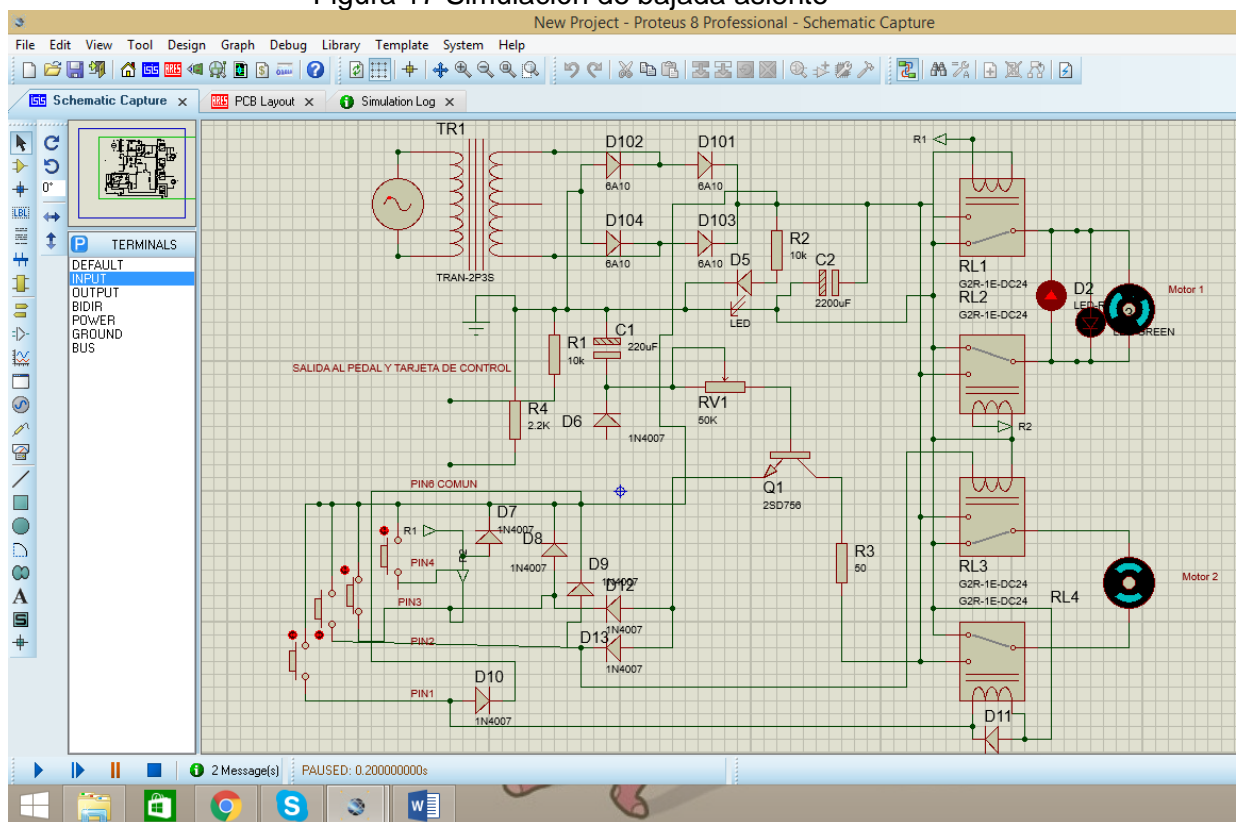 Figura 17 Simulación de bajada asiento
New Project - Proteus 8 Professional - Schematic Capture
File Edit View Tool Design Graph Debug Library Template System Help
Schematic Capture x
PCB Layout x
Simulation Log x
0°
LBL
P TERMINALS
DEFAULT
INPUT
OUTPUT
BIDIR
POWER
GROUND
BUS
TR1
TRAN-2P3S
D102
6A10
D101
6A10
D104
6A10
D103
6A10
D5
LED
R2
10k
C2
2200uF
R1
RL1
G2R-1E-DC24
RL2
G2R-1E-DC24
D2
Motor 1
R1
10k
C1
220uF
SALIDA AL PEDAL Y TARJETA DE CONTROL
R4
2.2K
D6
1N4007
RV1
50K
R2
Q1
2SD756
PIN6 COMUN
R1
D7
1N4007
D8
1N4007
PIN4
D9
1N4007
D12
1N4007
PIN3
R3
50
RL3
G2R-1E-DC24
G2R-1E-DC24
RL4
Motor 2
PIN2
D13
1N4007
PIN1
D10
1N4007
D11
2 Message(s)
PAUSED: 0.200000000s